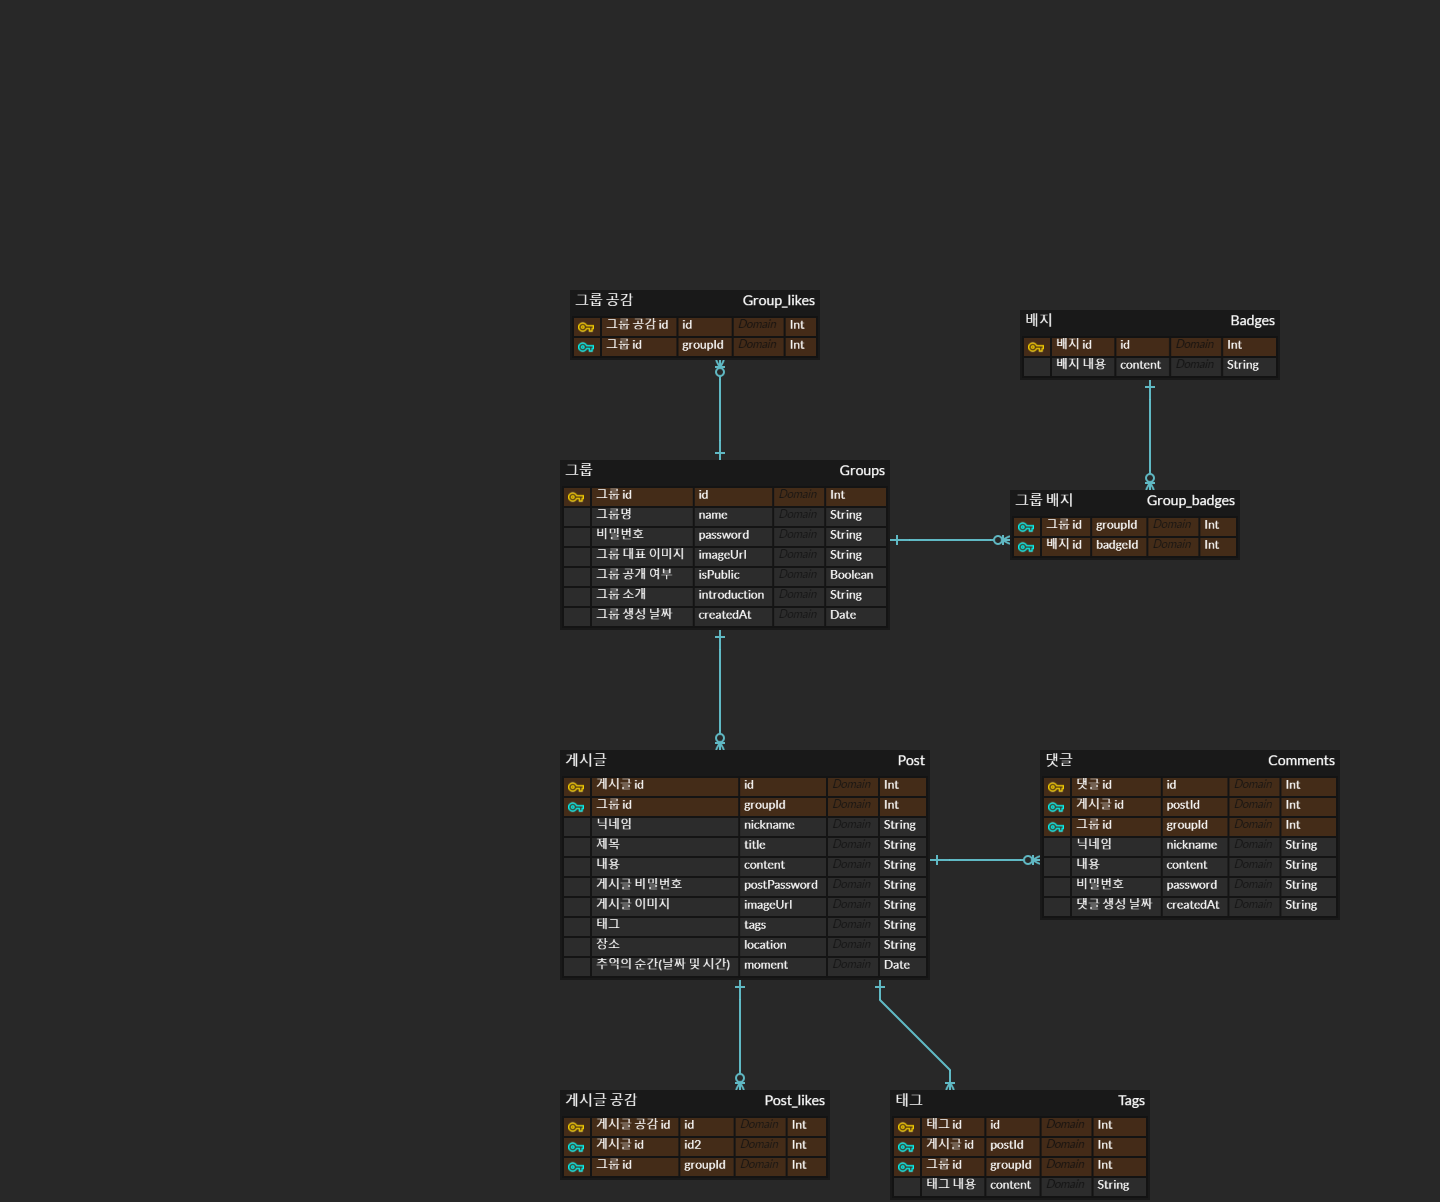 그룹 공감 Group_likes
그룹 공감 id id Domain Int
그룹 id groupId Domain Int
배지 Badges
배지 id id Domain Int
배지 내용 content Domain String
그룹 Groups
그룹 id id Domain Int
그룹명 name Domain String
비밀번호 password Domain String
그룹 대표 이미지 imageUrl Domain String
그룹 공개 여부 isPublic Domain Boolean
그룹 소개 introduction Domain String
그룹 생성 날짜 createdAt Domain Date
그룹 배지 Group_badges
그룹 id groupId Domain Int
배지 id badgeId Domain Int
게시글 Post
게시글 id id Domain Int
그룹 id groupId Domain Int
닉네임 nickname Domain String
제목 title Domain String
내용 content Domain String
게시글 비밀번호 postPassword Domain String
게시글 이미지 imageUrl Domain String
태그 tags Domain String
장소 location Domain String
추억의 순간(날짜 및 시간) moment Domain Date
댓글 Comments
댓글 id id Domain Int
게시글 id postId Domain Int
그룹 id groupId Domain Int
닉네임 nickname Domain String
내용 content Domain String
비밀번호 password Domain String
댓글 생성 날짜 createdAt Domain String
게시글 공감 Post_likes
게시글 공감 id id Domain Int
게시글 id id2 Domain Int
그룹 id groupId Domain Int
태그 Tags
태그 id id Domain Int
게시글 id postId Domain Int
그룹 id groupId Domain Int
태그 내용 content Domain String